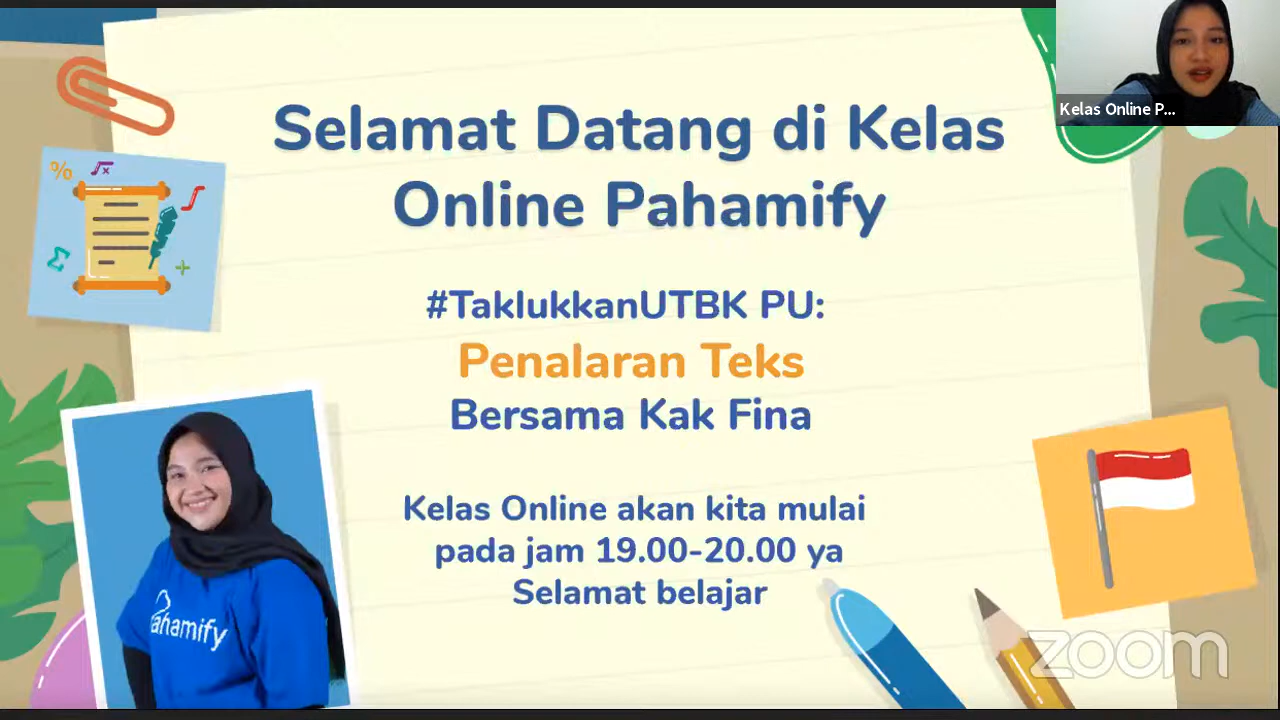 Selamat Datang di Kelas
Online Pahamify
#TaklukkanUTBK PU:
Penalaran Teks
Bersama Kak Fina
Kelas Online akan kita mulai
pada jam 19.00-20.00 ya
Selamat belajar
Kelas Online P...
% √x ∫
Σ +
Pahamify
zoom